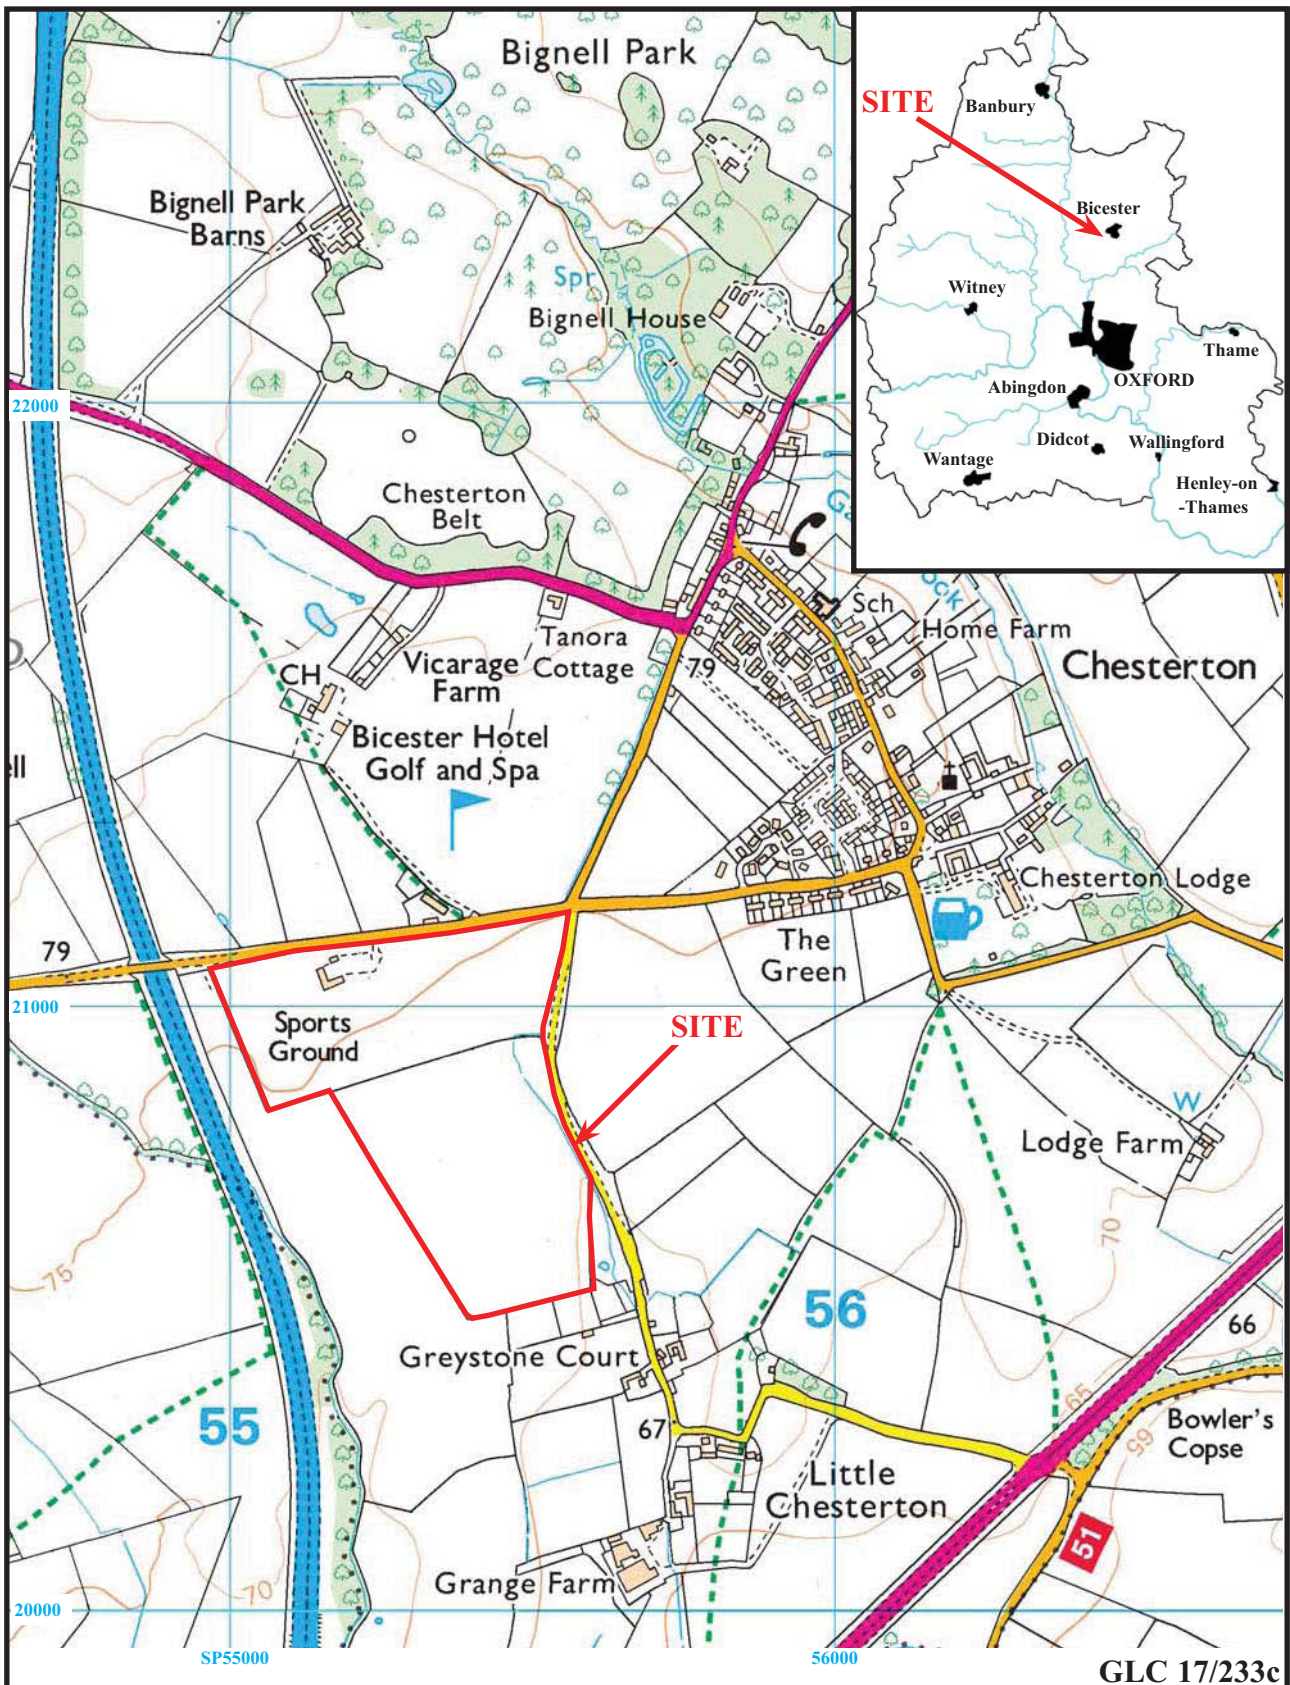 Bignell Park
SITE
Banbury
Bicester
Witney
Thame
OXFORD
Abingdon
Didcot
Wallingford
Wantage
Henley-on
-Thames
Bignell Park
Barns
Spr
Bignell House
22000
Chesterton
Belt
Sch
ock
Home Farm
Tanora
Cottage
79
Chesterton
CH
Vicarage
Farm
Bicester Hotel
Golf and Spa
ell
Chesterton Lodge
79
The
Green
21000
Sports
Ground
SITE
W
Lodge Farm
70
75
56
66
Greystone Court
65
55
67
Bowler's
Copse
65
Little
Chesterton
51
70
Grange Farm
20000
SP55000
56000
GLC 17/233c